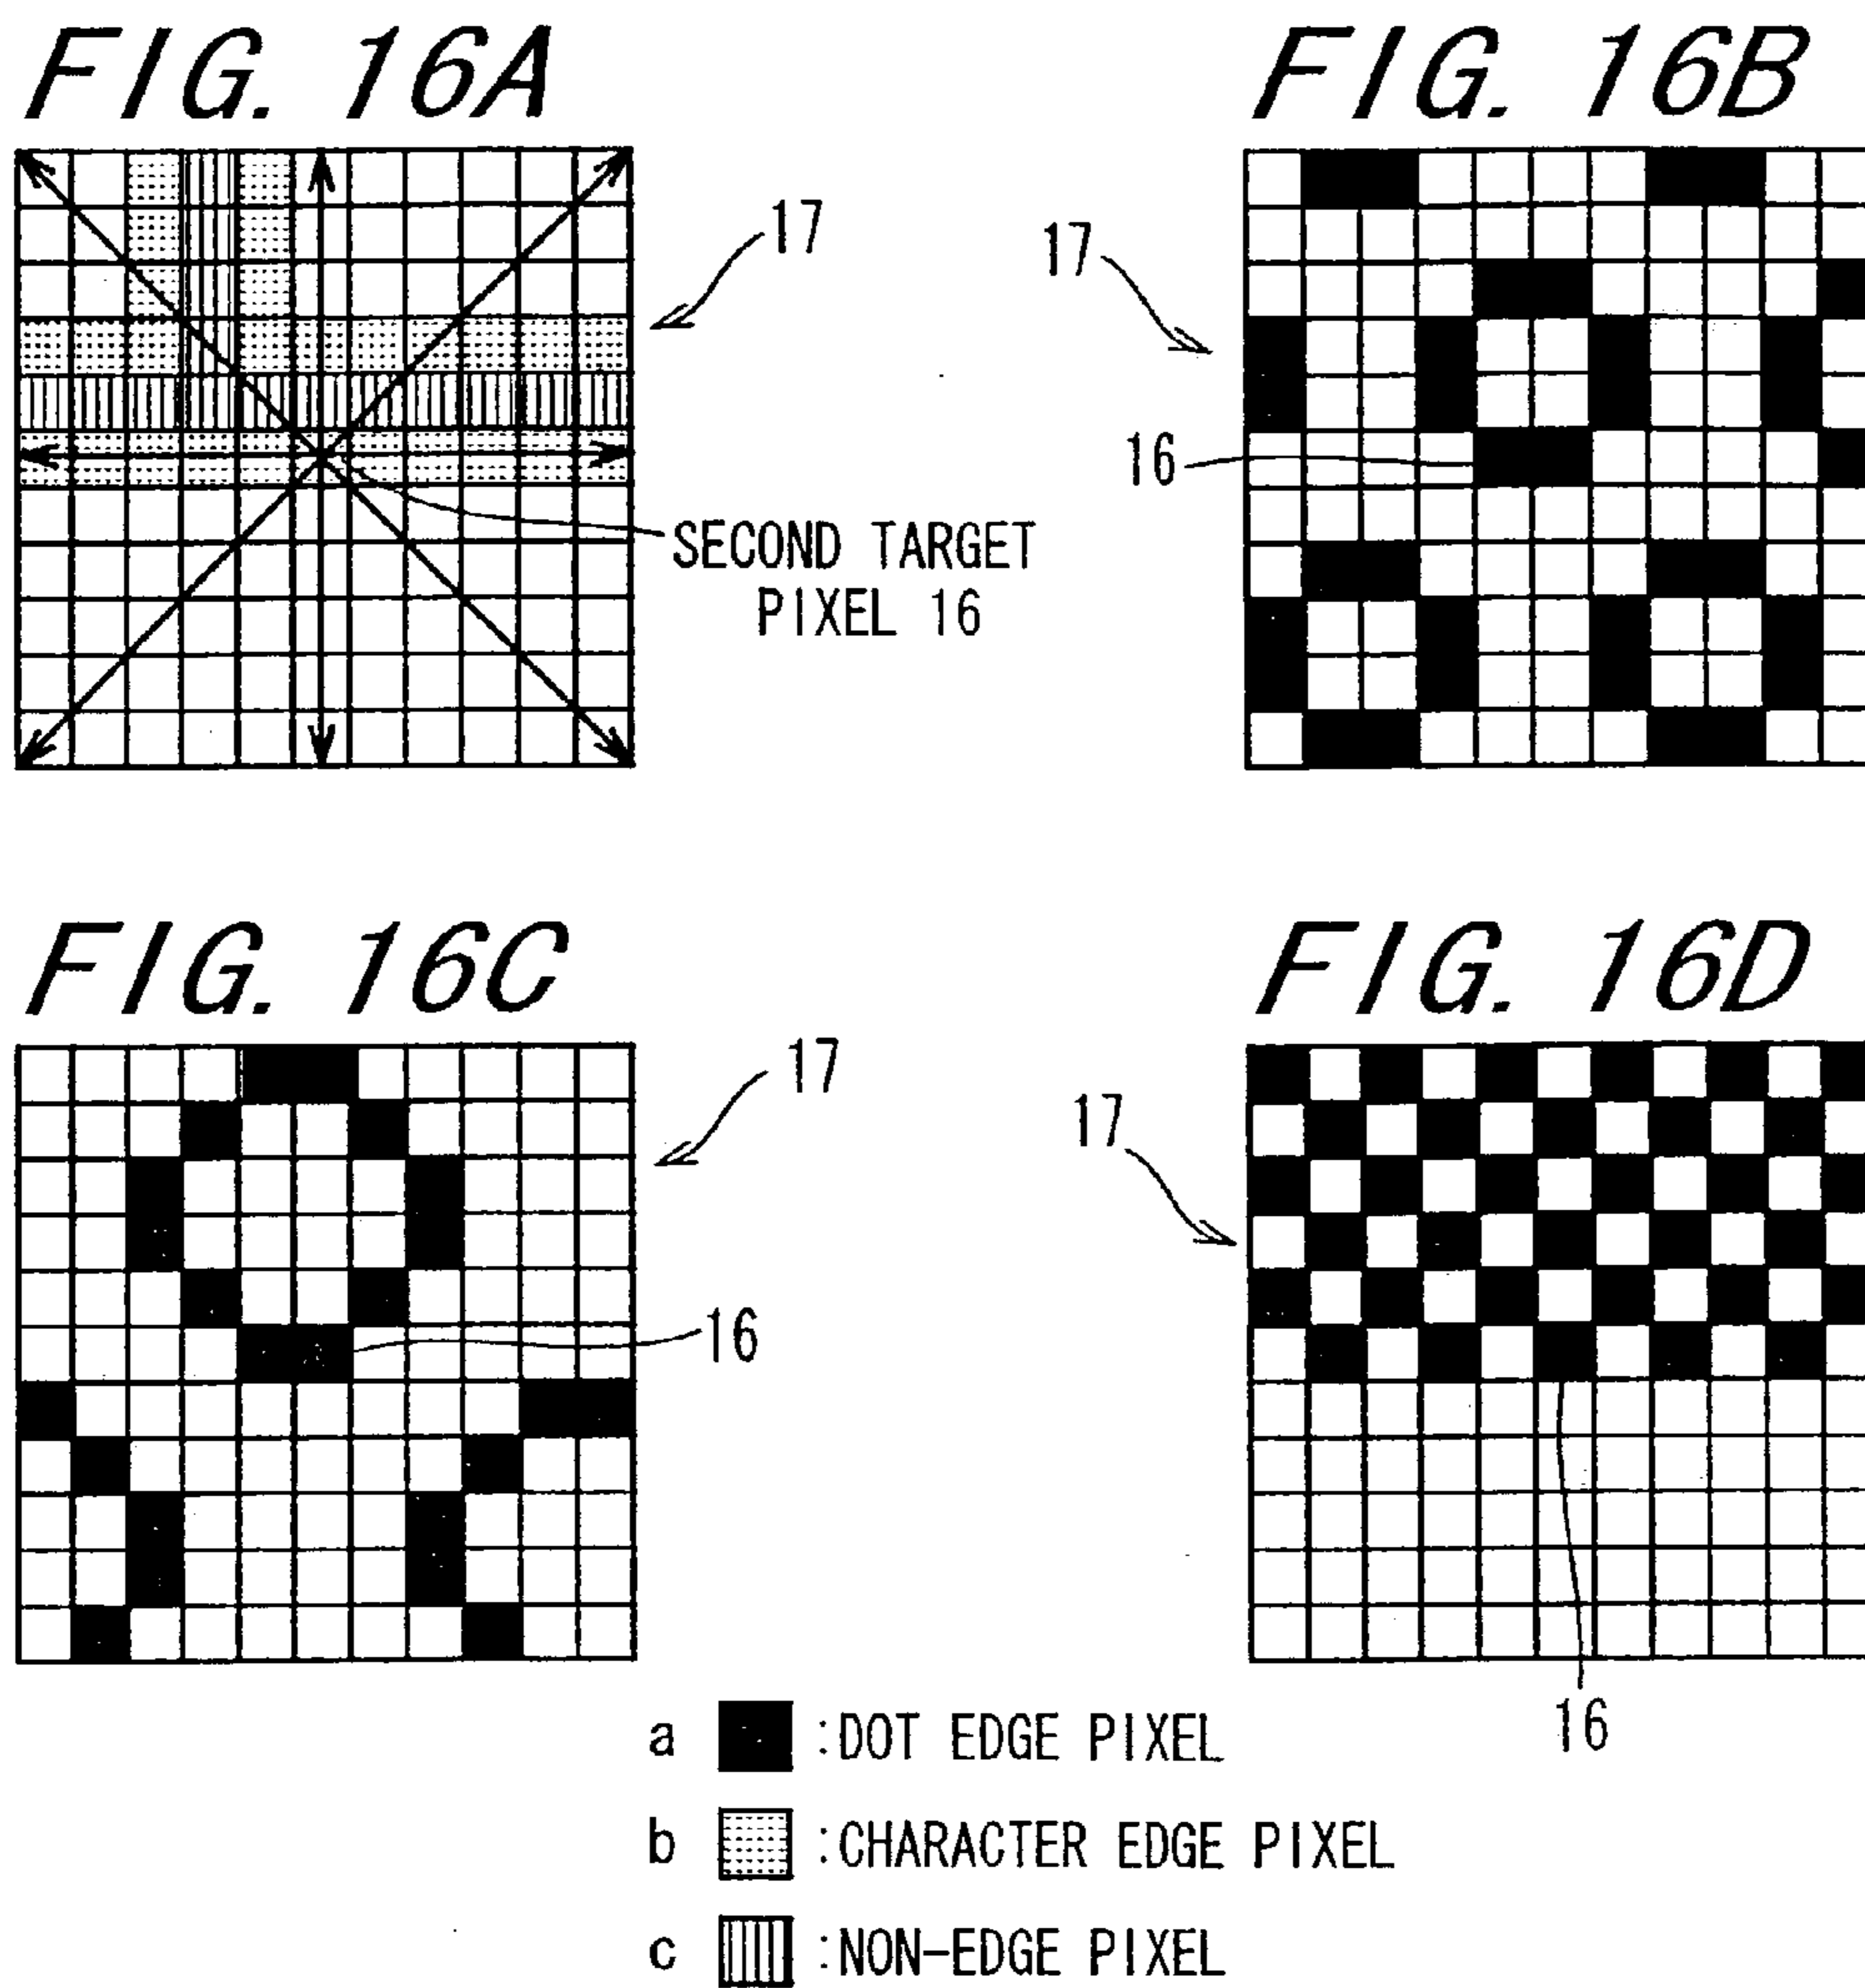 FIG. 16A
17
SECOND TARGET
PIXEL 16
FIG. 16B
17
16
FIG. 16C
17
16
FIG. 16D
17
16
a :DOT EDGE PIXEL
b :CHARACTER EDGE PIXEL
c :NON-EDGE PIXEL